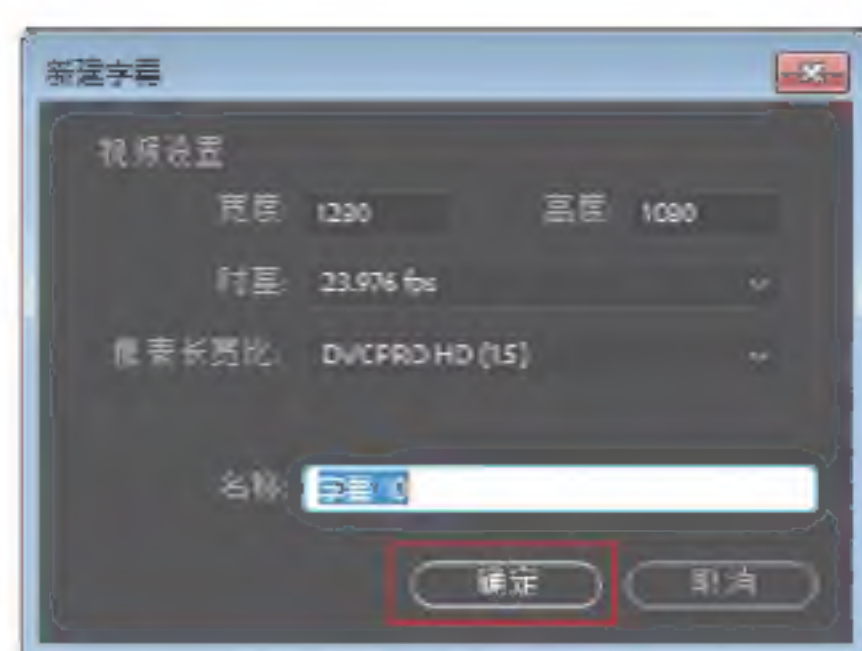 新建字幕
视频设置
宽度: 1280 高度: 1080
时基: 23.976 fps
像素长宽比: DVCPRO HD (1.5)
名称: 字幕
确定 取消